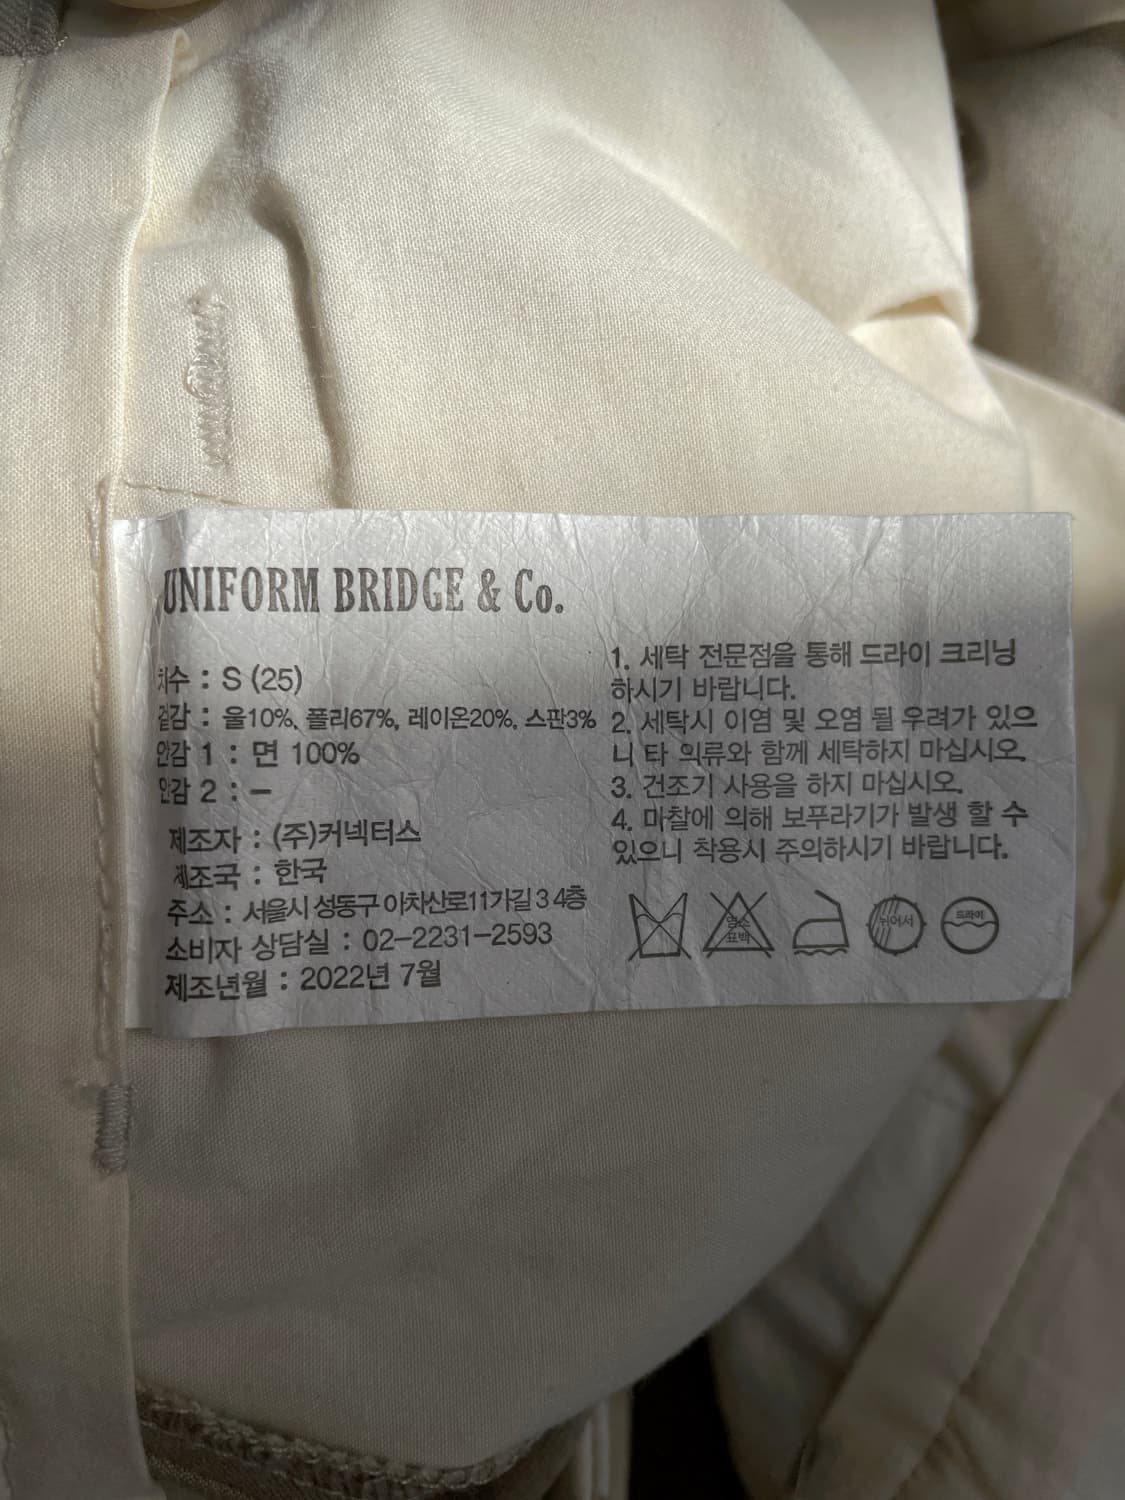 UNIFORM BRIDGE & Co.
치수 : S (25)
겉감 : 울10%, 폴리67%, 레이온20%, 스판3%
안감 1 : 면 100%
안감 2 : –
제조자 : (주)커넥터스
제조국 : 한국
주소 : 서울시 성동구 이차산로11가길 3 4층
소비자 상담실 : 02-2231-2593
제조년월 : 2022년 7월
1. 세탁 전문점을 통해 드라이 크리닝
하시기 바랍니다.
2. 세탁시 이염 및 오염 될 우려가 있으
니 타 의류와 함께 세탁하지 마십시오.
3. 건조기 사용을 하지 마십시오.
4. 마찰에 의해 보푸라기가 발생 할 수
있으니 착용시 주의하시기 바랍니다.
염소
표백
뉘어서
드라이